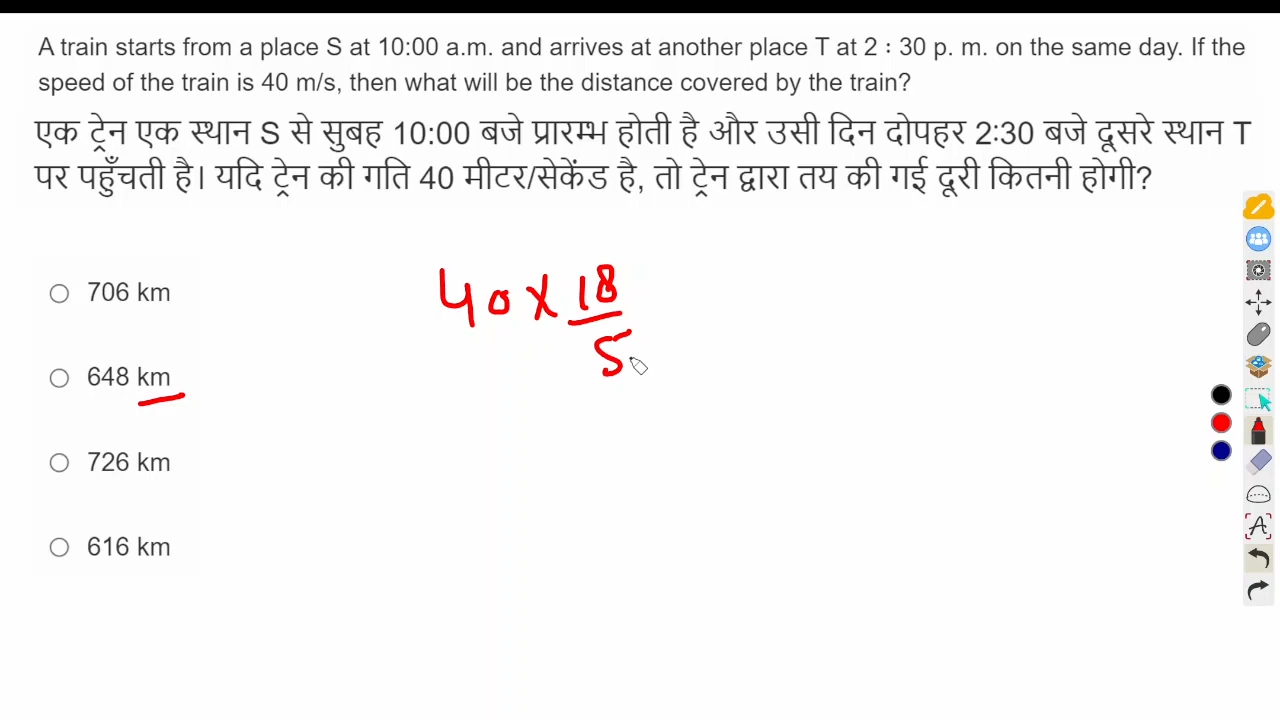 A train starts from a place S at 10:00 a.m. and arrives at another place T at 2 : 30 p. m. on the same day. If the
speed of the train is 40 m/s, then what will be the distance covered by the train?
एक ट्रेन एक स्थान S से सुबह 10:00 बजे प्रारम्भ होती है और उसी दिन दोपहर 2:30 बजे दूसरे स्थान T
पर पहुँचती है। यदि ट्रेन की गति 40 मीटर/सेकेंड है, तो ट्रेन द्वारा तय की गई दूरी कितनी होगी?
706 km
648 km
726 km
616 km
40 x 18
5
A